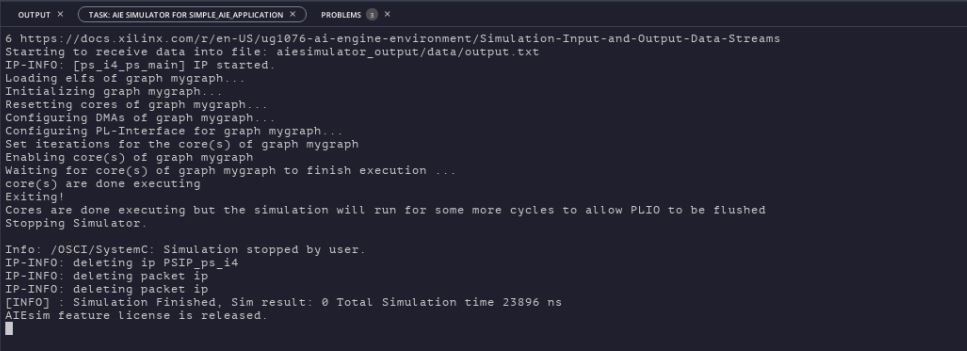 OUTPUT × TASK: AIE SIMULATOR FOR SIMPLE_AIE_APPLICATION × PROBLEMS 3 ×
6 https://docs.xilinx.com/r/en-US/ug1076-ai-engine-environment/Simulation-Input-and-Output-Data-Streams
Starting to receive data into file: aiesimulator_output/data/output.txt
IP-INFO: [ps_i4_ps_main] IP started.
Loading elfs of graph mygraph...
Initializing graph mygraph...
Resetting cores of graph mygraph...
Configuring DMAs of graph mygraph...
Configuring PL-Interface for graph mygraph...
Set iterations for the core(s) of graph mygraph
Enabling core(s) of graph mygraph
Waiting for core(s) of graph mygraph to finish execution ...
core(s) are done executing
Exiting!
Cores are done executing but the simulation will run for some more cycles to allow PLIO to be flushed
Stopping Simulator.
Info: /OSCI/SystemC: Simulation stopped by user.
IP-INFO: deleting ip PSIP_ps_i4
IP-INFO: deleting packet ip
IP-INFO: deleting packet ip
[INFO] : Simulation Finished, Sim result: 0 Total Simulation time 23896 ns
AIEsim feature license is released.